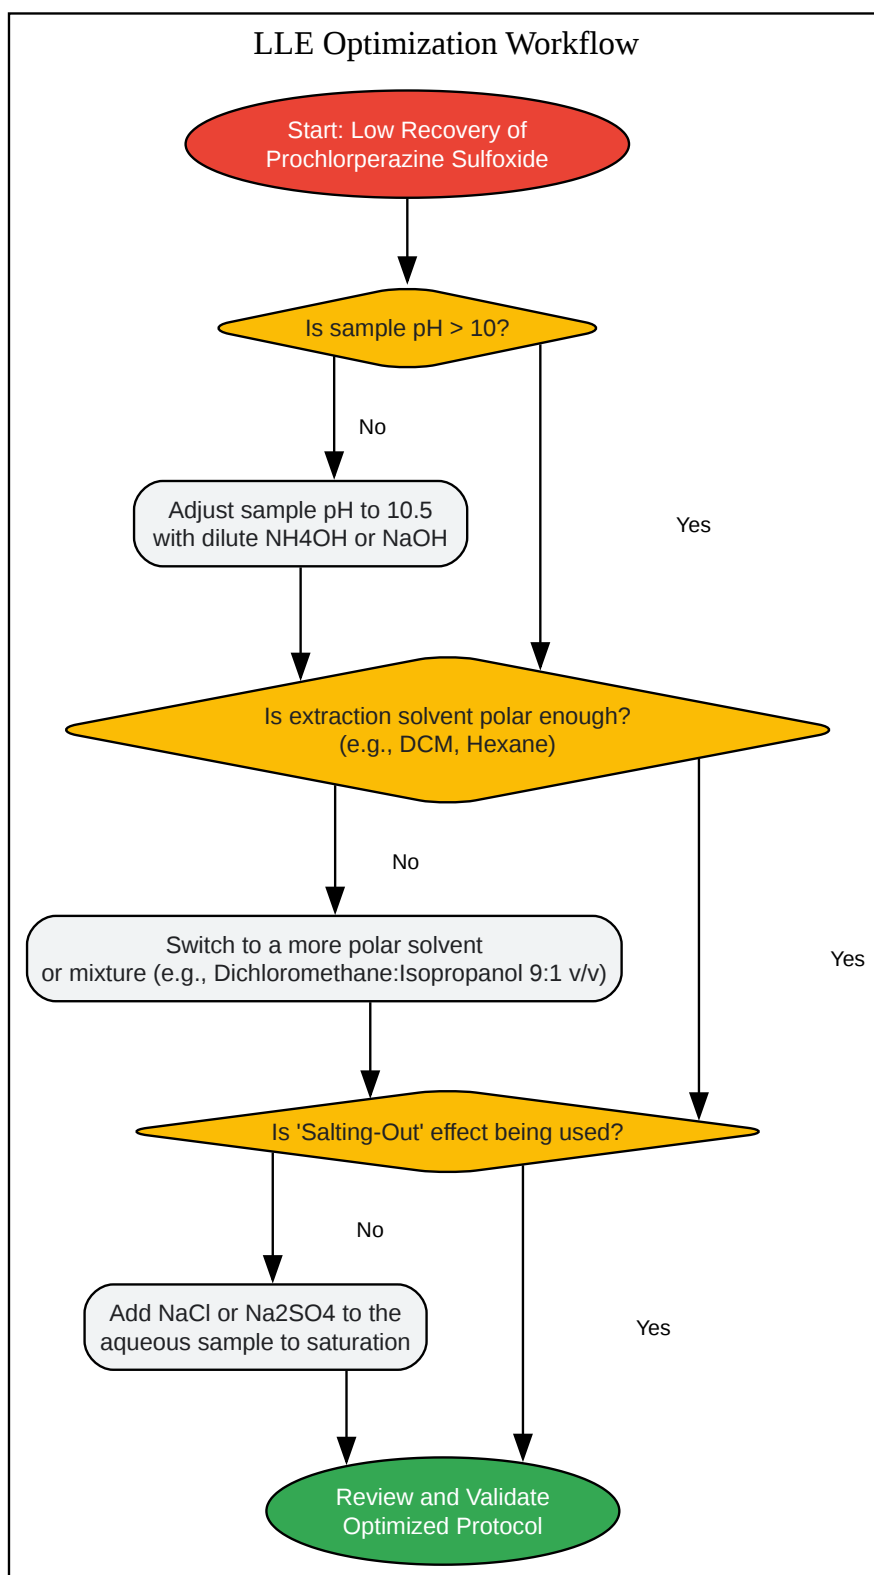 LLE Optimization Workflow
Start: Low Recovery of
Prochlorperazine Sulfoxide
Is sample pH > 10?
No
Adjust sample pH to 10.5
with dilute NH4OH or NaOH
Yes
Is extraction solvent polar enough?
(e.g., DCM, Hexane)
No
Switch to a more polar solvent
or mixture (e.g., Dichloromethane:Isopropanol 9:1 v/v)
Yes
Is 'Salting-Out' effect being used?
No
Add NaCl or Na2SO4 to the
aqueous sample to saturation
Yes
Review and Validate
Optimized Protocol